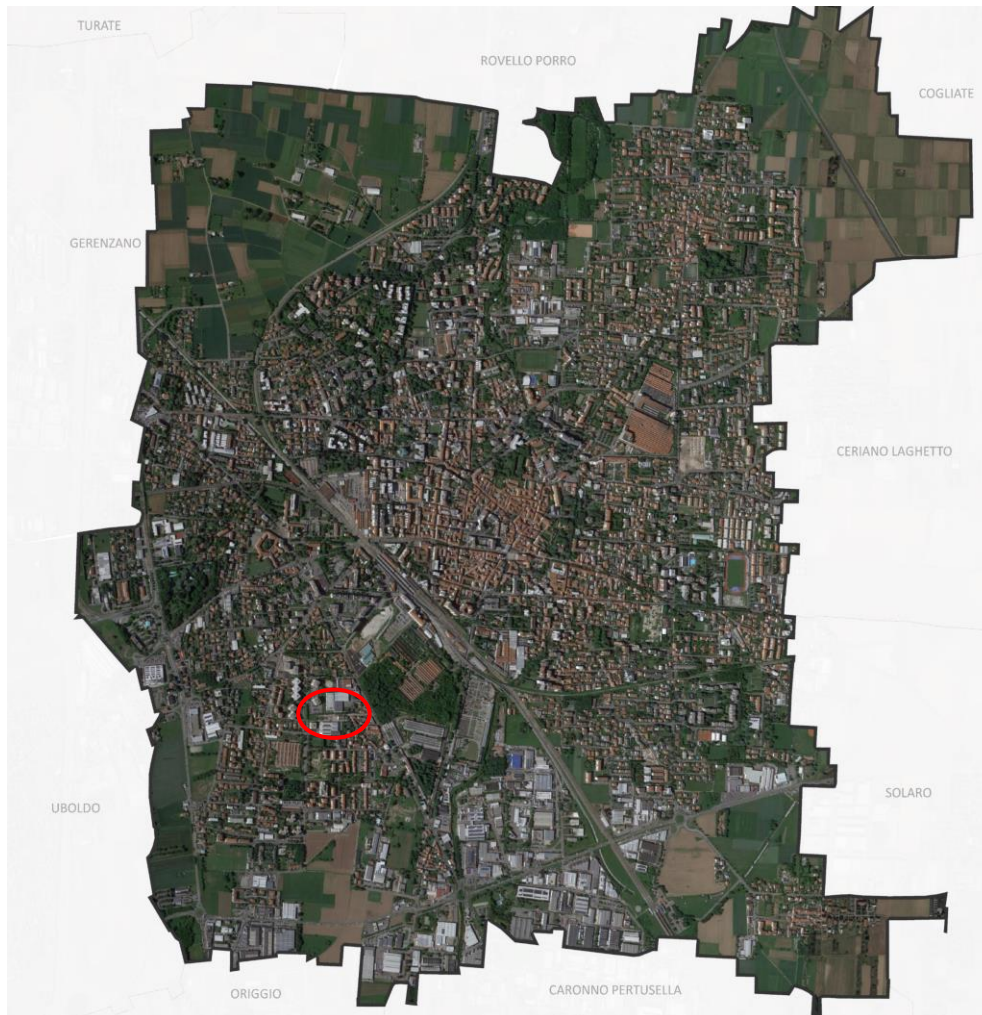 TURATE
ROVELLO PORRO
COGLIATE
GERENZANO
CERIANO LAGHETTO
UBOLDO
SOLARO
ORIGGIO
CARONNO PERTUSELLA